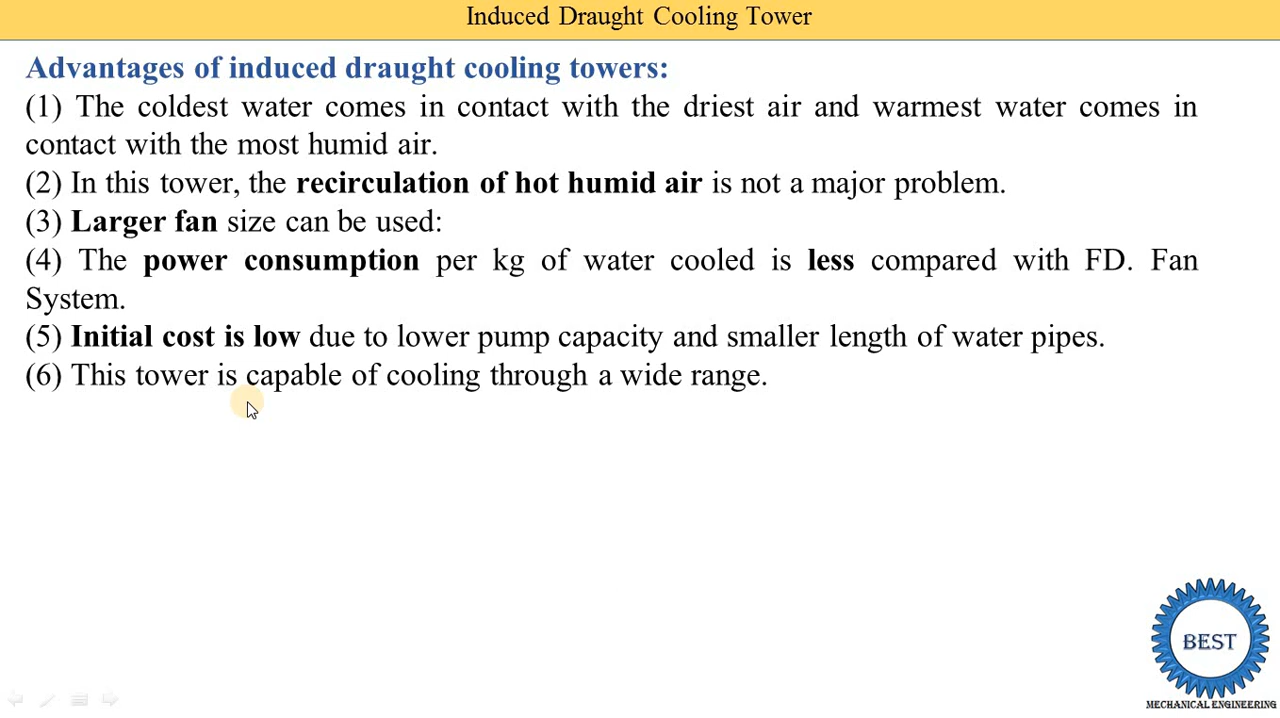 Induced Draught Cooling Tower
Advantages of induced draught cooling towers:
(1) The coldest water comes in contact with the driest air and warmest water comes in
contact with the most humid air.
(2) In this tower, the recirculation of hot humid air is not a major problem.
(3) Larger fan size can be used:
(4) The power consumption per kg of water cooled is less compared with FD. Fan
System.
(5) Initial cost is low due to lower pump capacity and smaller length of water pipes.
(6) This tower is capable of cooling through a wide range.
BEST
MECHANICAL ENGINEERING